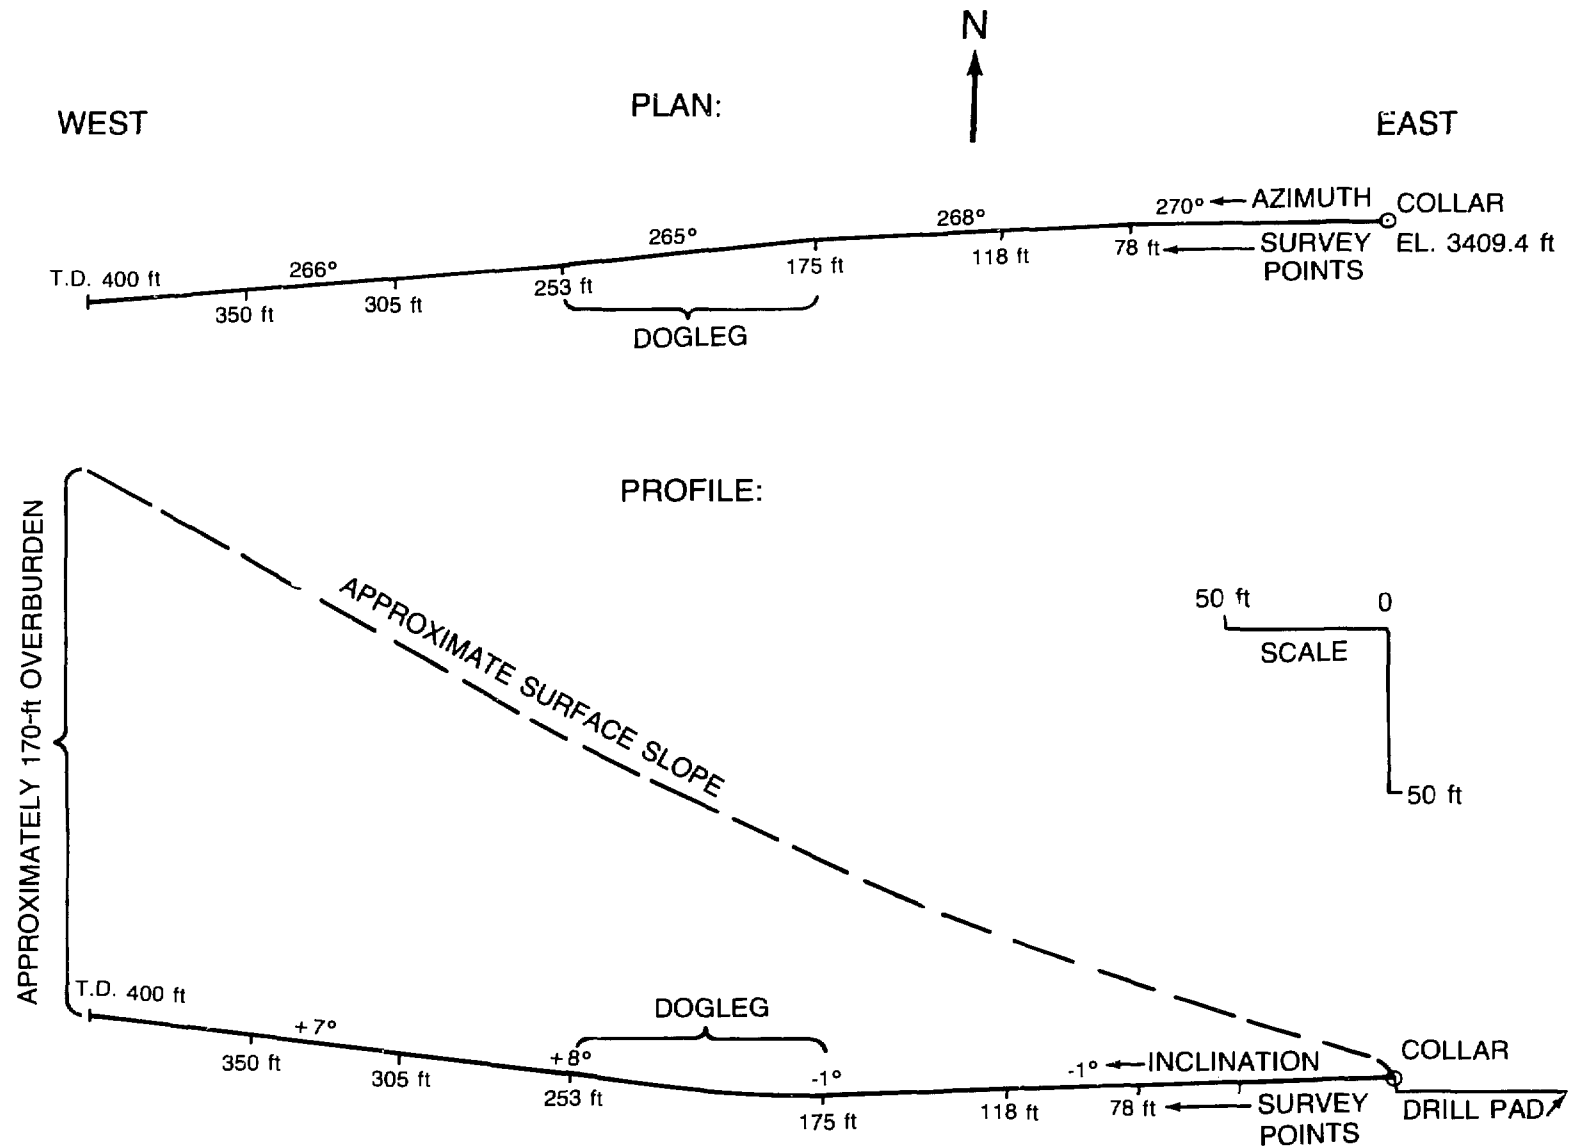 N
PLAN:
WEST
EAST
270° ← AZIMUTH
COLLAR
268°
265°
266°
T.D. 400 ft
350 ft
305 ft
253 ft
175 ft
118 ft
78 ft ← SURVEY
POINTS
EL. 3409.4 ft
DOGLEG
PROFILE:
APPROXIMATELY 170-ft OVERBURDEN
APPROXIMATE SURFACE SLOPE
50 ft
0
SCALE
50 ft
T.D. 400 ft
DOGLEG
+7°
+8°
-1°
-1° ← INCLINATION
COLLAR
350 ft
305 ft
253 ft
175 ft
118 ft
78 ft ← SURVEY
POINTS
DRILL PAD